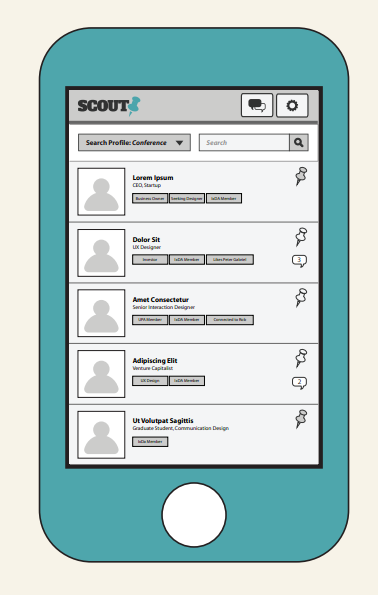 SCOUT
Search Profile: Conference
Search
Lorem Ipsum
CEO, Startup
Business Owner Seeking Designer IxDA Member
Dolor Sit
UX Designer
Investor IxDA Member Likes Peter Gabriel
3
Amet Consectetur
Senior Interaction Designer
UPA Member IxDA Member Connected to Rob
Adipiscing Elit
Venture Capitalist
UX Design IxDA Member
2
Ut Volutpat Sagittis
Graduate Student, Communication Design
IxDa Member